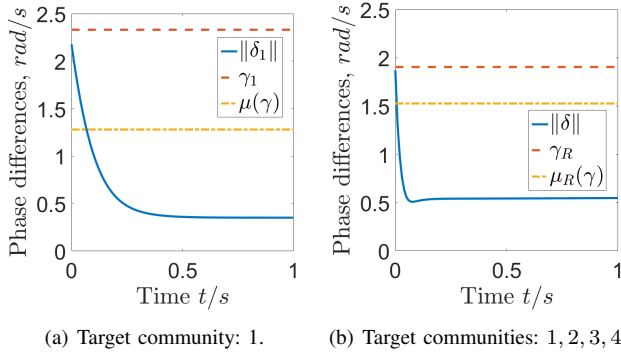 2.5
2
1.5
1
0.5
0
0
0.5
1
Phase differences, rad/s
Time t/s
‖δ₁‖
γ₁
μ(γ)
(a) Target community: 1.
2.5
2
1.5
1
0.5
0
0
0.5
1
Phase differences, rad/s
Time t/s
‖δ‖
γ_R
μ_R(γ)
(b) Target communities: 1, 2, 3, 4